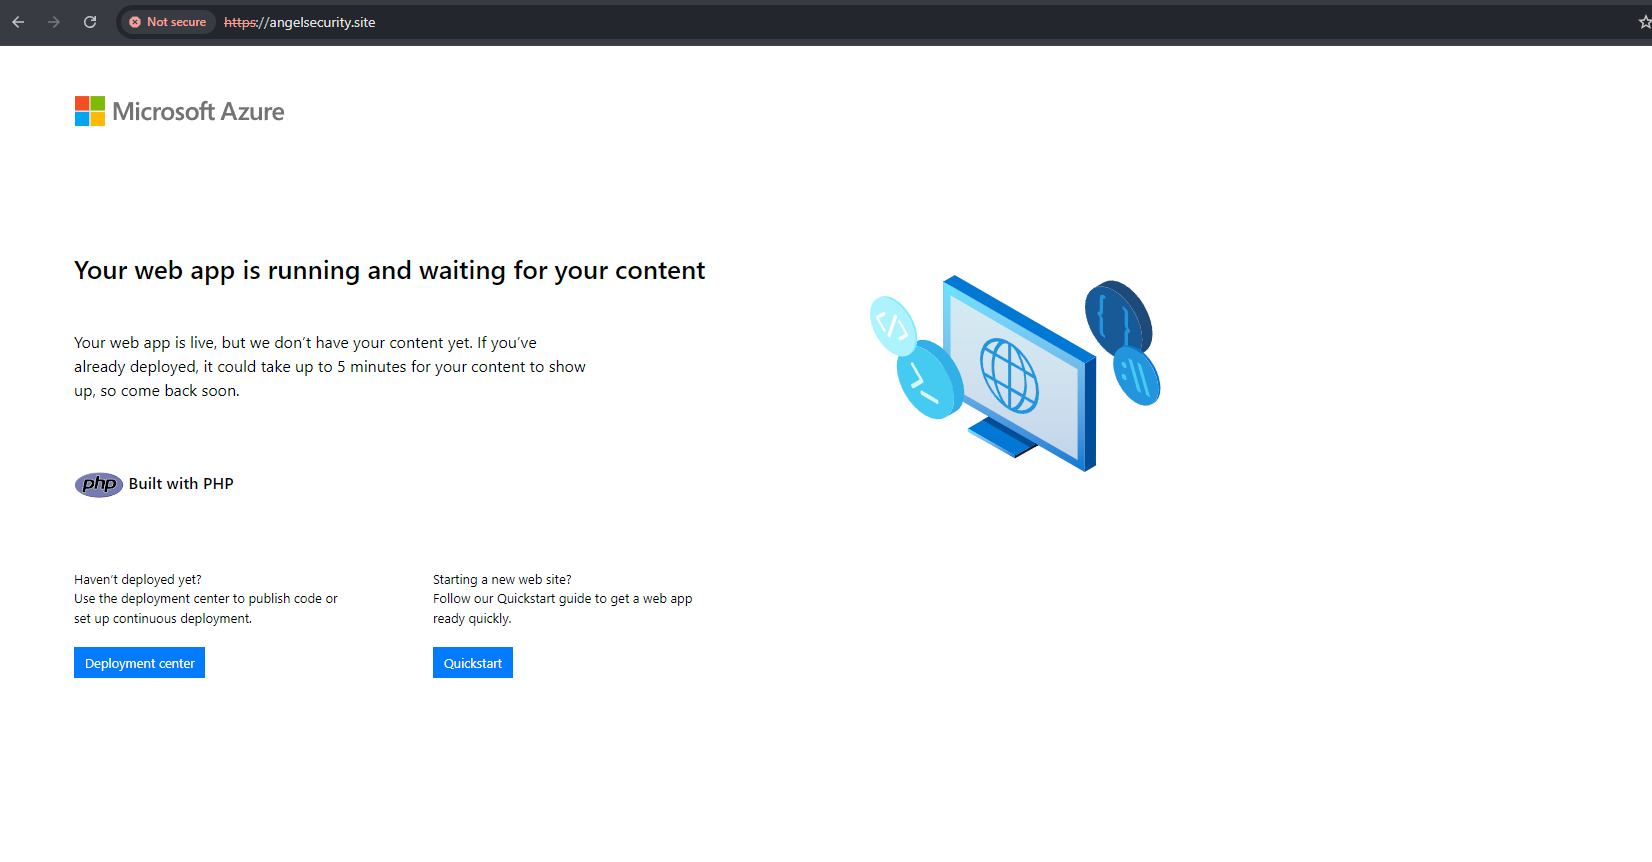 Not secure https://angelsecurity.site
Microsoft Azure
Your web app is running and waiting for your content
Your web app is live, but we don’t have your content yet. If you’ve
already deployed, it could take up to 5 minutes for your content to show
up, so come back soon.
</>
>_
{ }
:\\
php Built with PHP
Haven’t deployed yet?
Use the deployment center to publish code or
set up continuous deployment.
Deployment center
Starting a new web site?
Follow our Quickstart guide to get a web app
ready quickly.
Quickstart